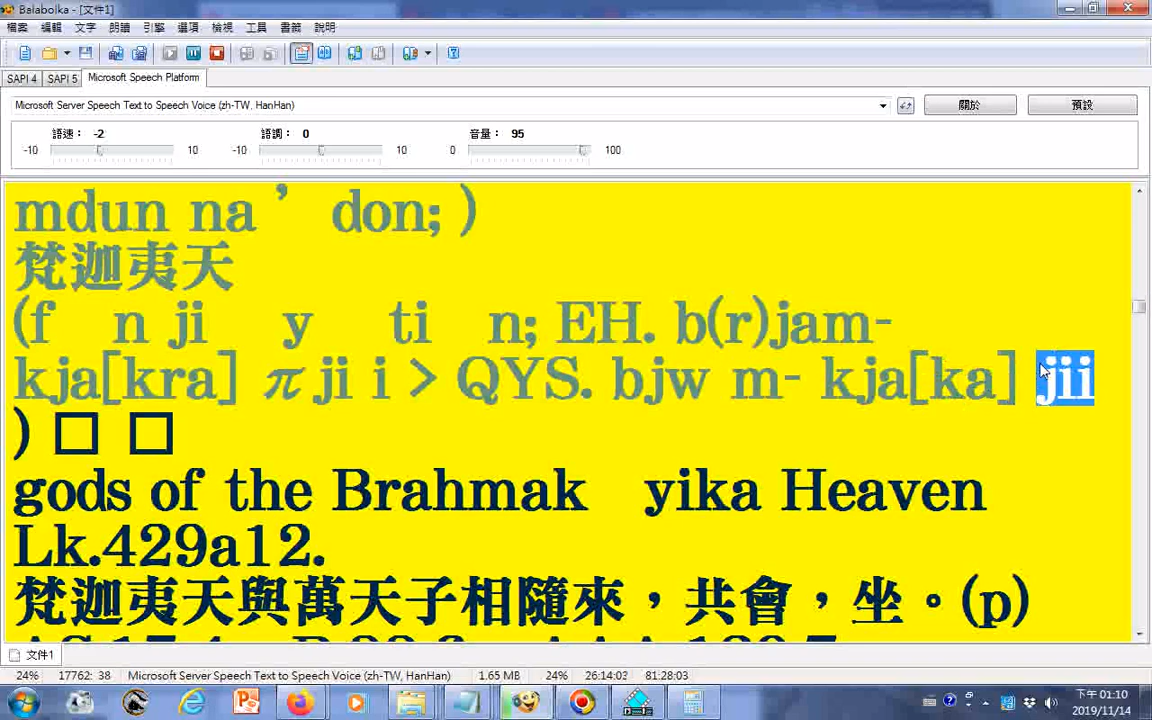 Balabolka - [文件1]
檔案 編輯 文字 朗讀 引擎 選項 檢視 工具 書籤 說明
SAPI 4 SAPI 5 Microsoft Speech Platform
Microsoft Server Speech Text to Speech Voice (zh-TW, HanHan) 關於 預設
語速： -2 語調： 0 音量： 95
-10 10 -10 10 0 100
mdun na ’ don; )
梵迦夷天
(f n ji y ti n; EH. b(r)jam-
kja[kra] π ji i > QYS. bjw m- kja[ka] jii
) □ □
gods of the Brahmak yika Heaven
Lk.429a12.
梵迦夷天與萬天子相隨來，共會，坐。(p)
文件1
24% 17762: 38 Microsoft Server Speech Text to Speech Voice (zh-TW, HanHan) 1.65 MB 24% 26:14:03 81:28:03
下午 01:10
2019/11/14